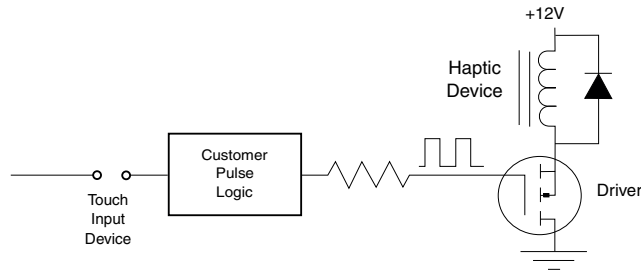 +12V
Haptic
Device
Customer
Pulse
Logic
Touch
Input
Device
Driver